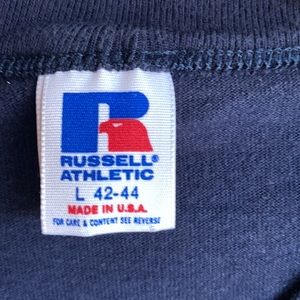 R
RUSSELL®
ATHLETIC
L 42-44
MADE IN U.S.A.
FOR CARE & CONTENT SEE REVERSE